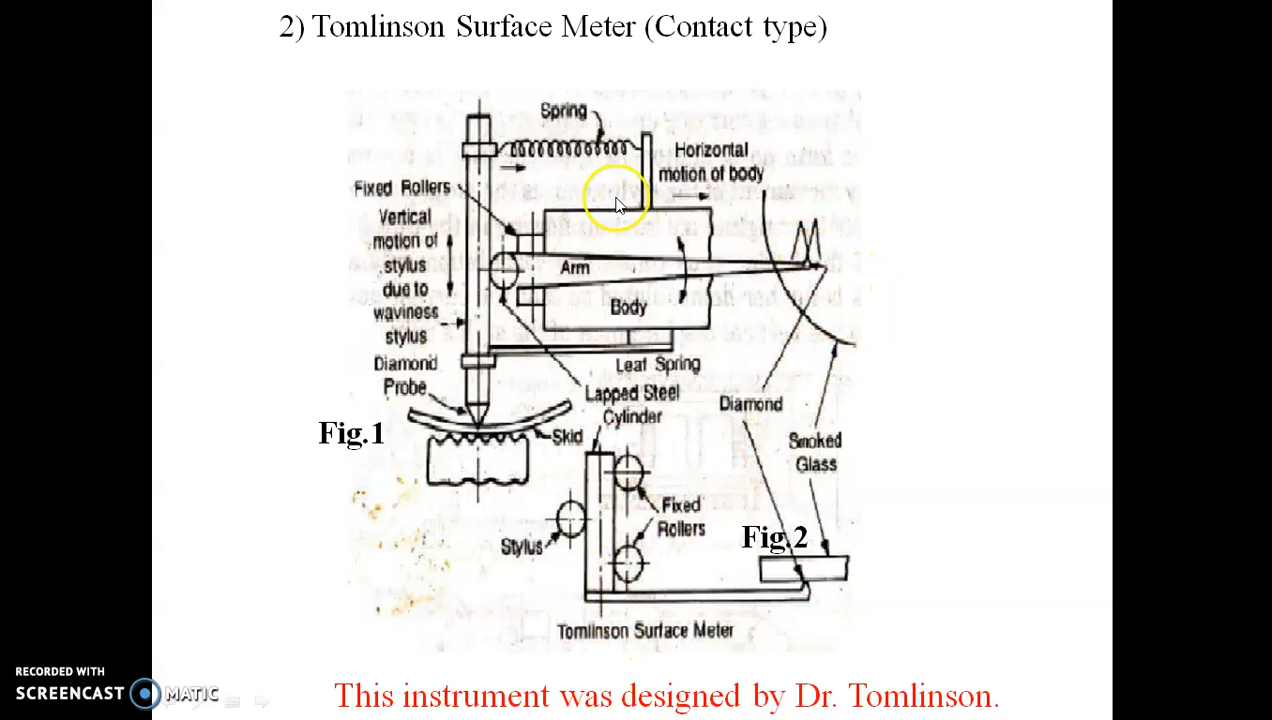 2) Tomlinson Surface Meter (Contact type)
Spring
Horizontal
motion of body
Fixed Rollers
Vertical
motion of
stylus
due to
waviness
stylus
Arm
Body
Diamond
Probe
Leaf Spring
Lapped Steel
Cylinder
Diamond
Fig.1
Skid
Smoked
Glass
Fixed
Rollers
Fig.2
Stylus
Tomlinson Surface Meter
RECORDED WITH
SCREENCAST MATIC
This instrument was designed by Dr. Tomlinson.